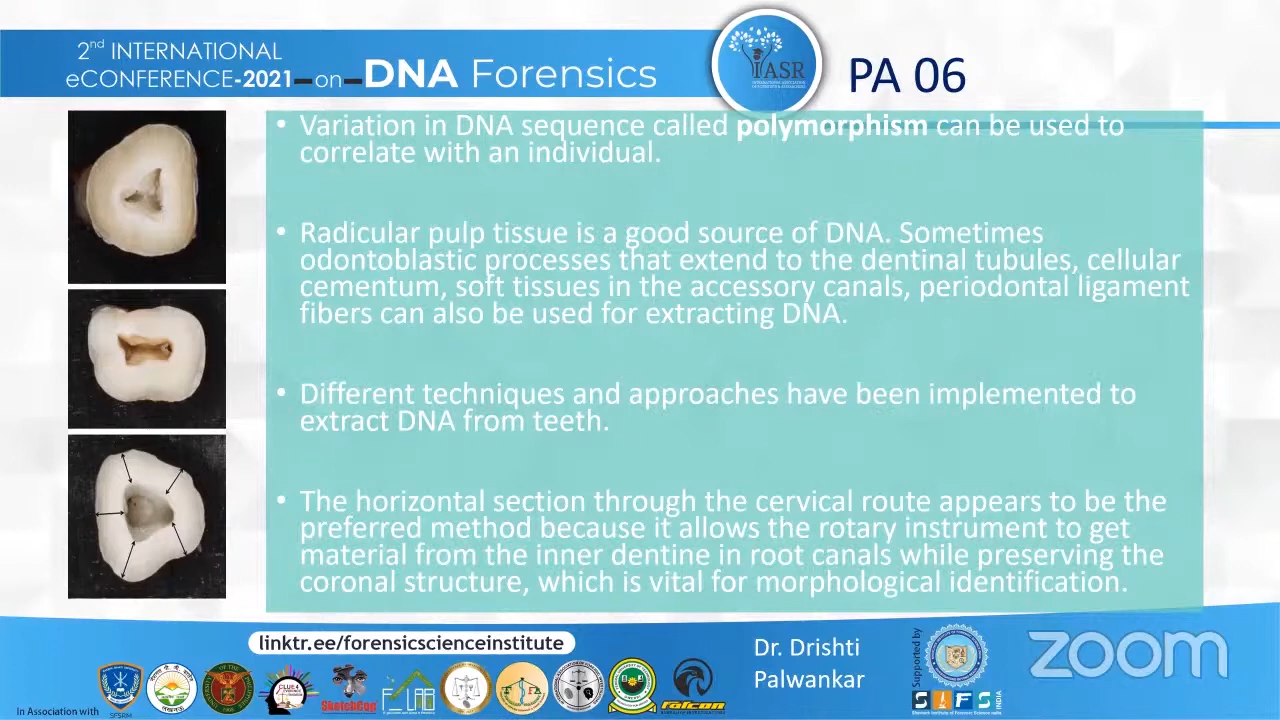 2nd INTERNATIONAL
eCONFERENCE-2021-on-DNA Forensics
IASR
PA 06
• Variation in DNA sequence called polymorphism can be used to
correlate with an individual.
• Radicular pulp tissue is a good source of DNA. Sometimes
odontoblastic processes that extend to the dentinal tubules, cellular
cementum, soft tissues in the accessory canals, periodontal ligament
fibers can also be used for extracting DNA.
• Different techniques and approaches have been implemented to
extract DNA from teeth.
• The horizontal section through the cervical route appears to be the
preferred method because it allows the rotary instrument to get
material from the inner dentine in root canals while preserving the
coronal structure, which is vital for morphological identification.
linktr.ee/forensicscienceinstitute
Dr. Drishti
Palwankar
Supported by
zoom
In Association with
SFSRM
SketchCop
F-LAB
falcon
SIFS
INDIA